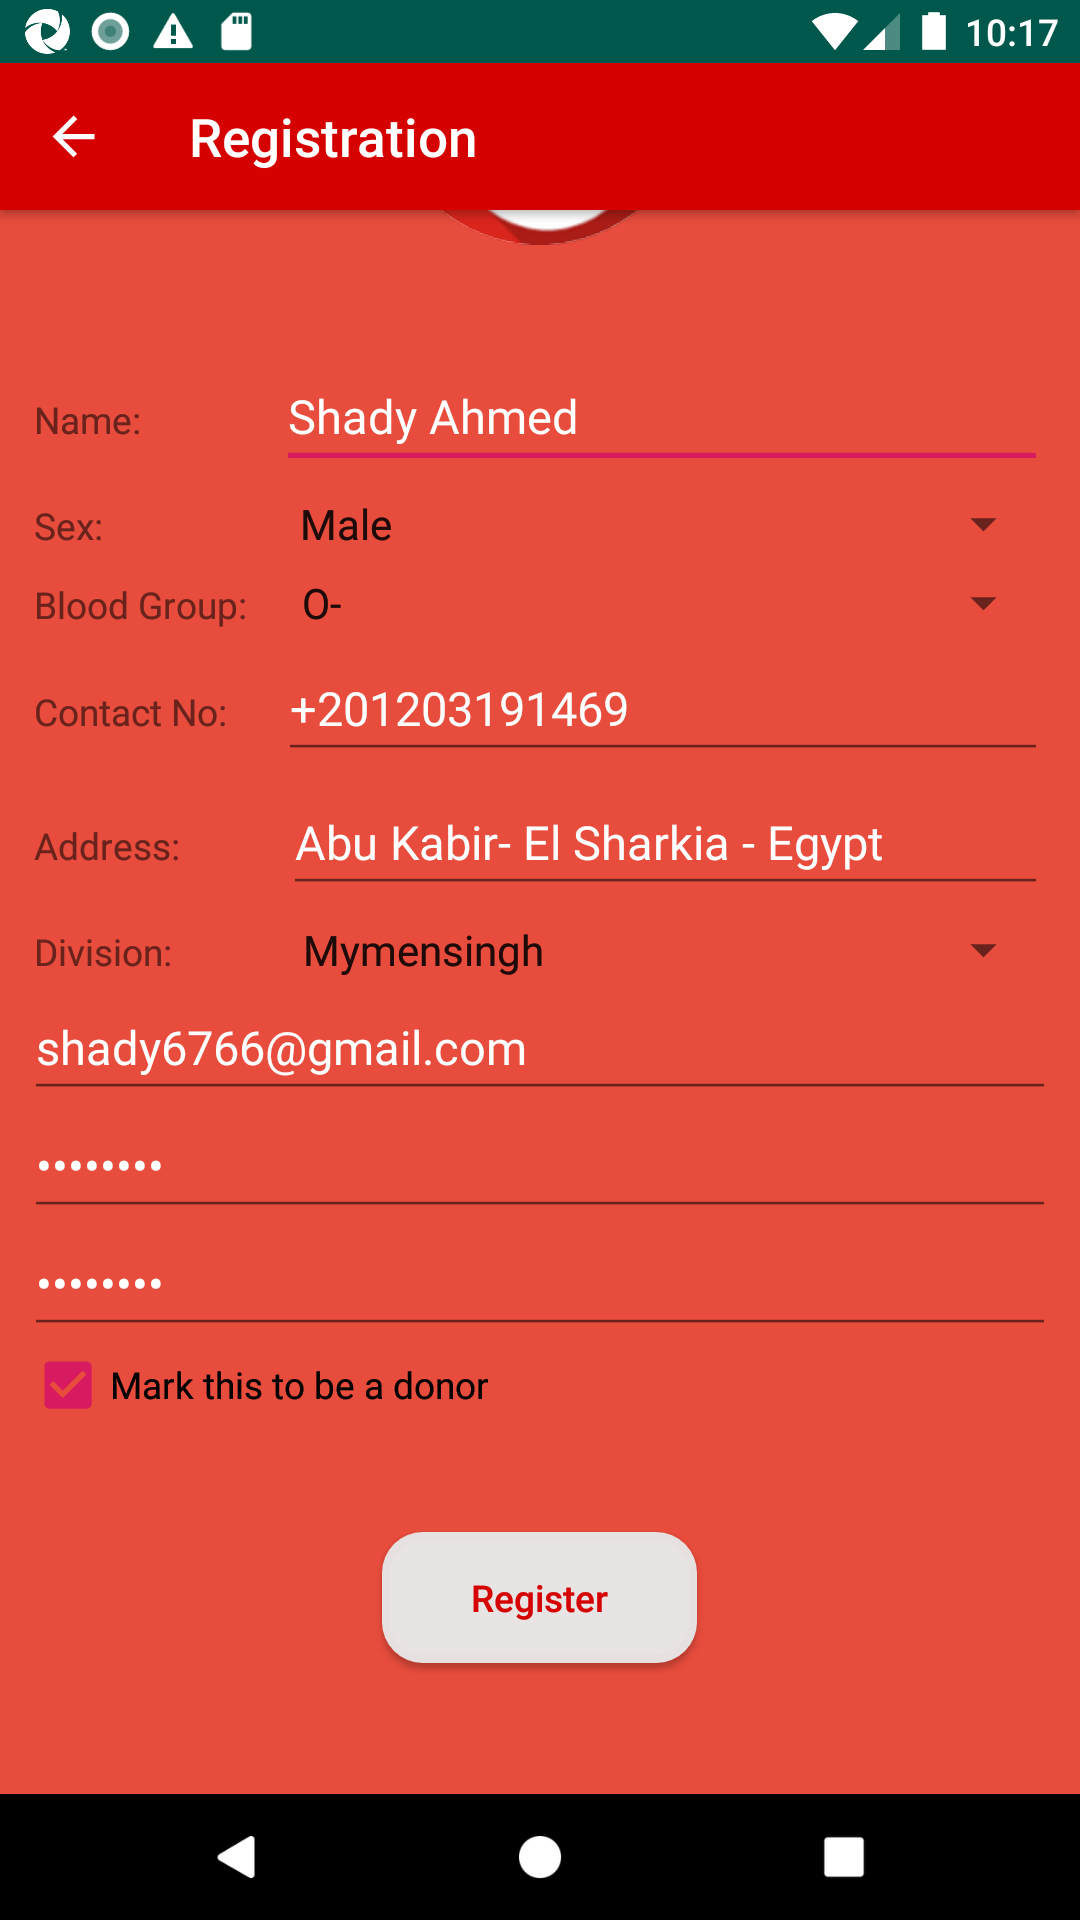 10:17
Registration
Name: Shady Ahmed
Sex: Male
Blood Group: O-
Contact No: +201203191469
Address: Abu Kabir- El Sharkia - Egypt
Division: Mymensingh
shady6766@gmail.com
••••••••
••••••••
Mark this to be a donor
Register